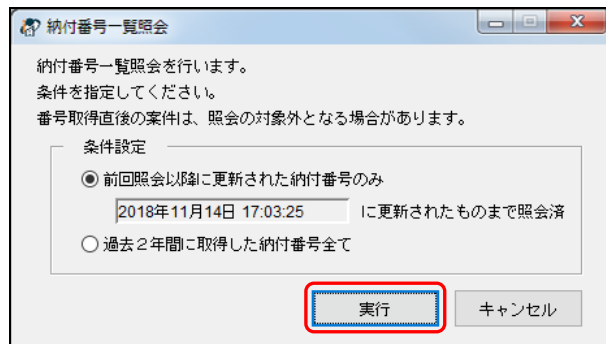 納付番号一覧照会
納付番号一覧照会を行います。
条件を指定してください。
番号取得直後の案件は、照会の対象外となる場合があります。
条件設定
前回照会以降に更新された納付番号のみ
2018年11月14日 17:03:25 に更新されたものまで照会済
過去２年間に取得した納付番号全て
実行 キャンセル